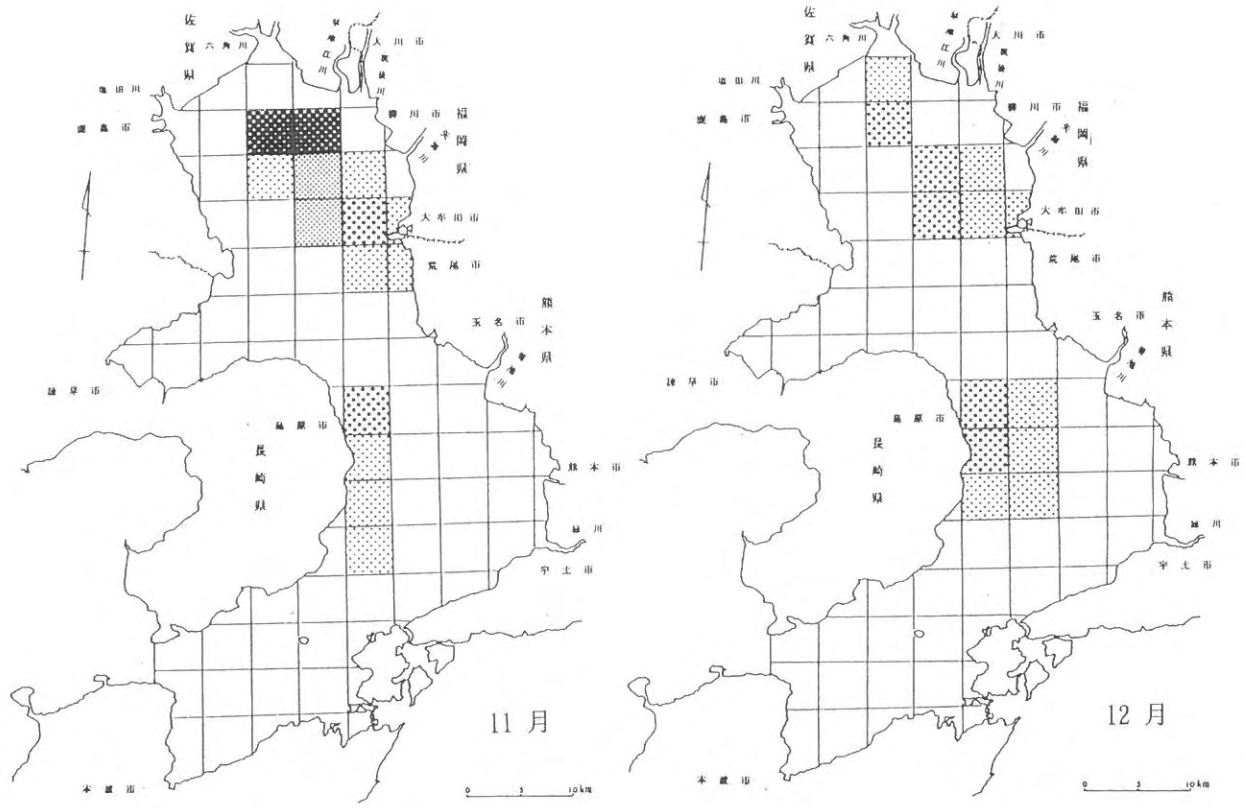 佐賀県
六角川
大川市
筑後川
塩田川
鹿島市
柳川市
福岡県
大牟田市
荒尾市
熊本県
玉名市
諫早市
島原市
長崎県
熊本市
緑川
宇土市
11月
本渡市
0 5 10km
佐賀県
六角川
大川市
筑後川
塩田川
鹿島市
柳川市
福岡県
大牟田市
荒尾市
熊本県
玉名市
諫早市
島原市
長崎県
熊本市
緑川
宇土市
12月
本渡市
0 5 10km